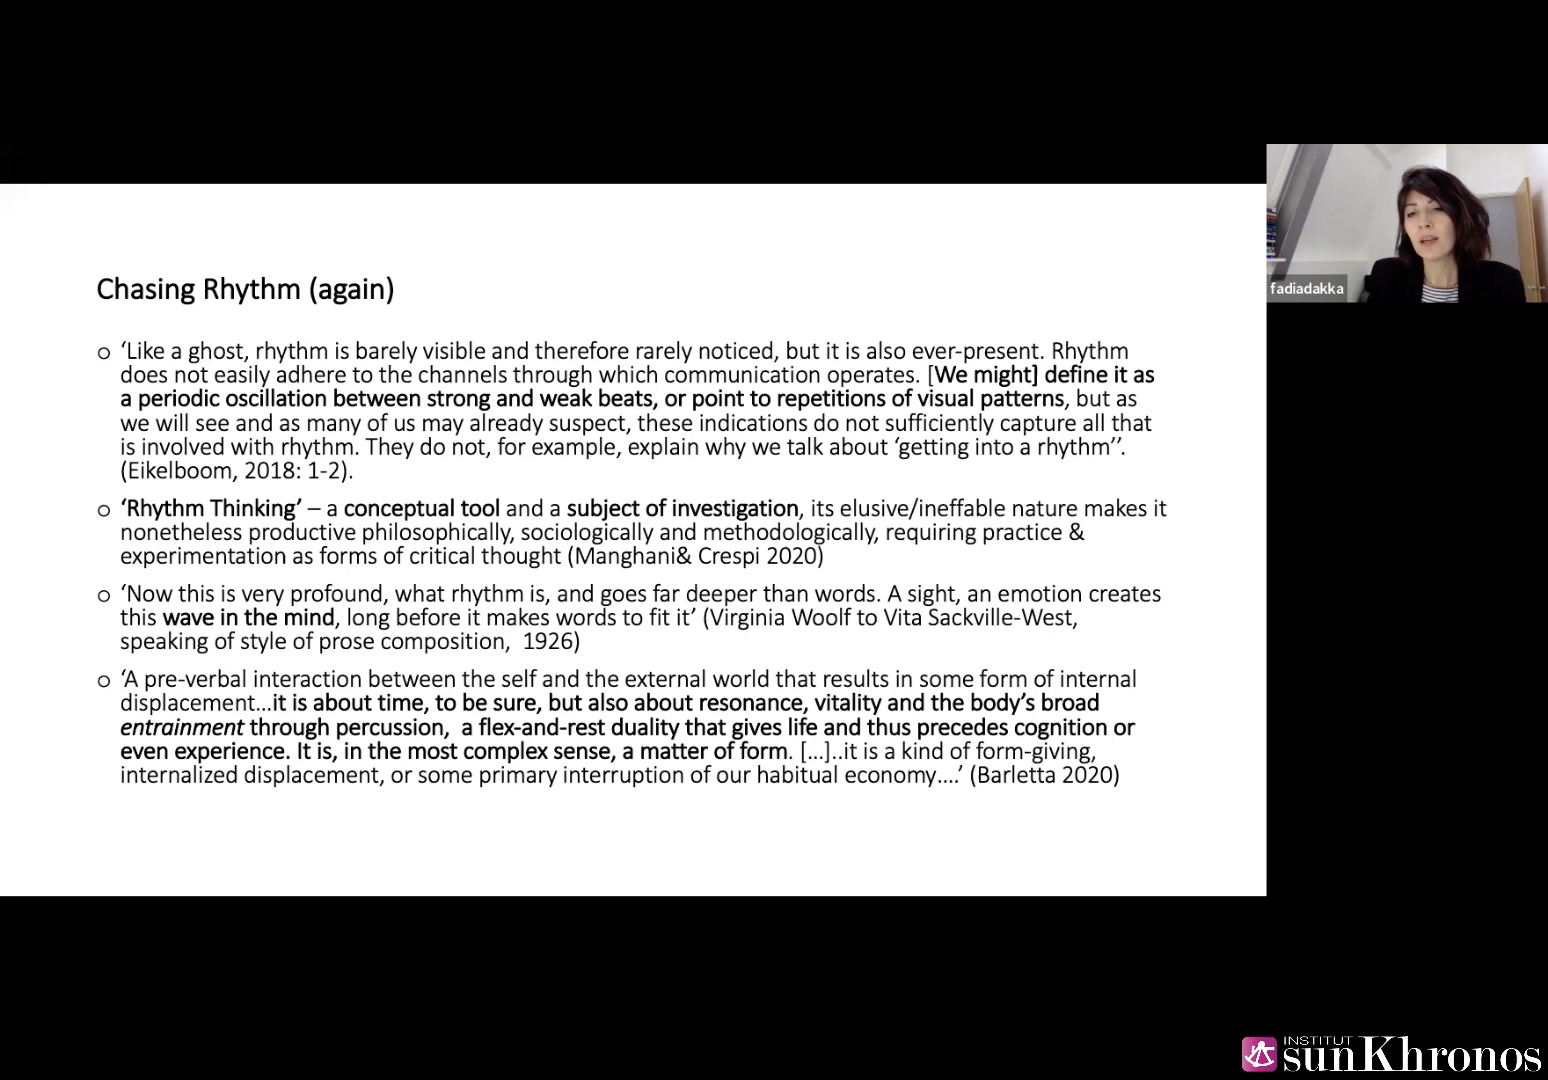 Chasing Rhythm (again)
o 'Like a ghost, rhythm is barely visible and therefore rarely noticed, but it is also ever-present. Rhythm
does not easily adhere to the channels through which communication operates. [We might] define it as
a periodic oscillation between strong and weak beats, or point to repetitions of visual patterns, but as
we will see and as many of us may already suspect, these indications do not sufficiently capture all that
is involved with rhythm. They do not, for example, explain why we talk about 'getting into a rhythm''.
(Eikelboom, 2018: 1-2).
o 'Rhythm Thinking' – a conceptual tool and a subject of investigation, its elusive/ineffable nature makes it
nonetheless productive philosophically, sociologically and methodologically, requiring practice &
experimentation as forms of critical thought (Manghani& Crespi 2020)
o 'Now this is very profound, what rhythm is, and goes far deeper than words. A sight, an emotion creates
this wave in the mind, long before it makes words to fit it' (Virginia Woolf to Vita Sackville-West,
speaking of style of prose composition,  1926)
o 'A pre-verbal interaction between the self and the external world that results in some form of internal
displacement...it is about time, to be sure, but also about resonance, vitality and the body's broad
entrainment through percussion,  a flex-and-rest duality that gives life and thus precedes cognition or
even experience. It is, in the most complex sense, a matter of form. [...]..it is a kind of form-giving,
internalized displacement, or some primary interruption of our habitual economy....' (Barletta 2020)
fadiadakka
INSTITUT
sunKhronos